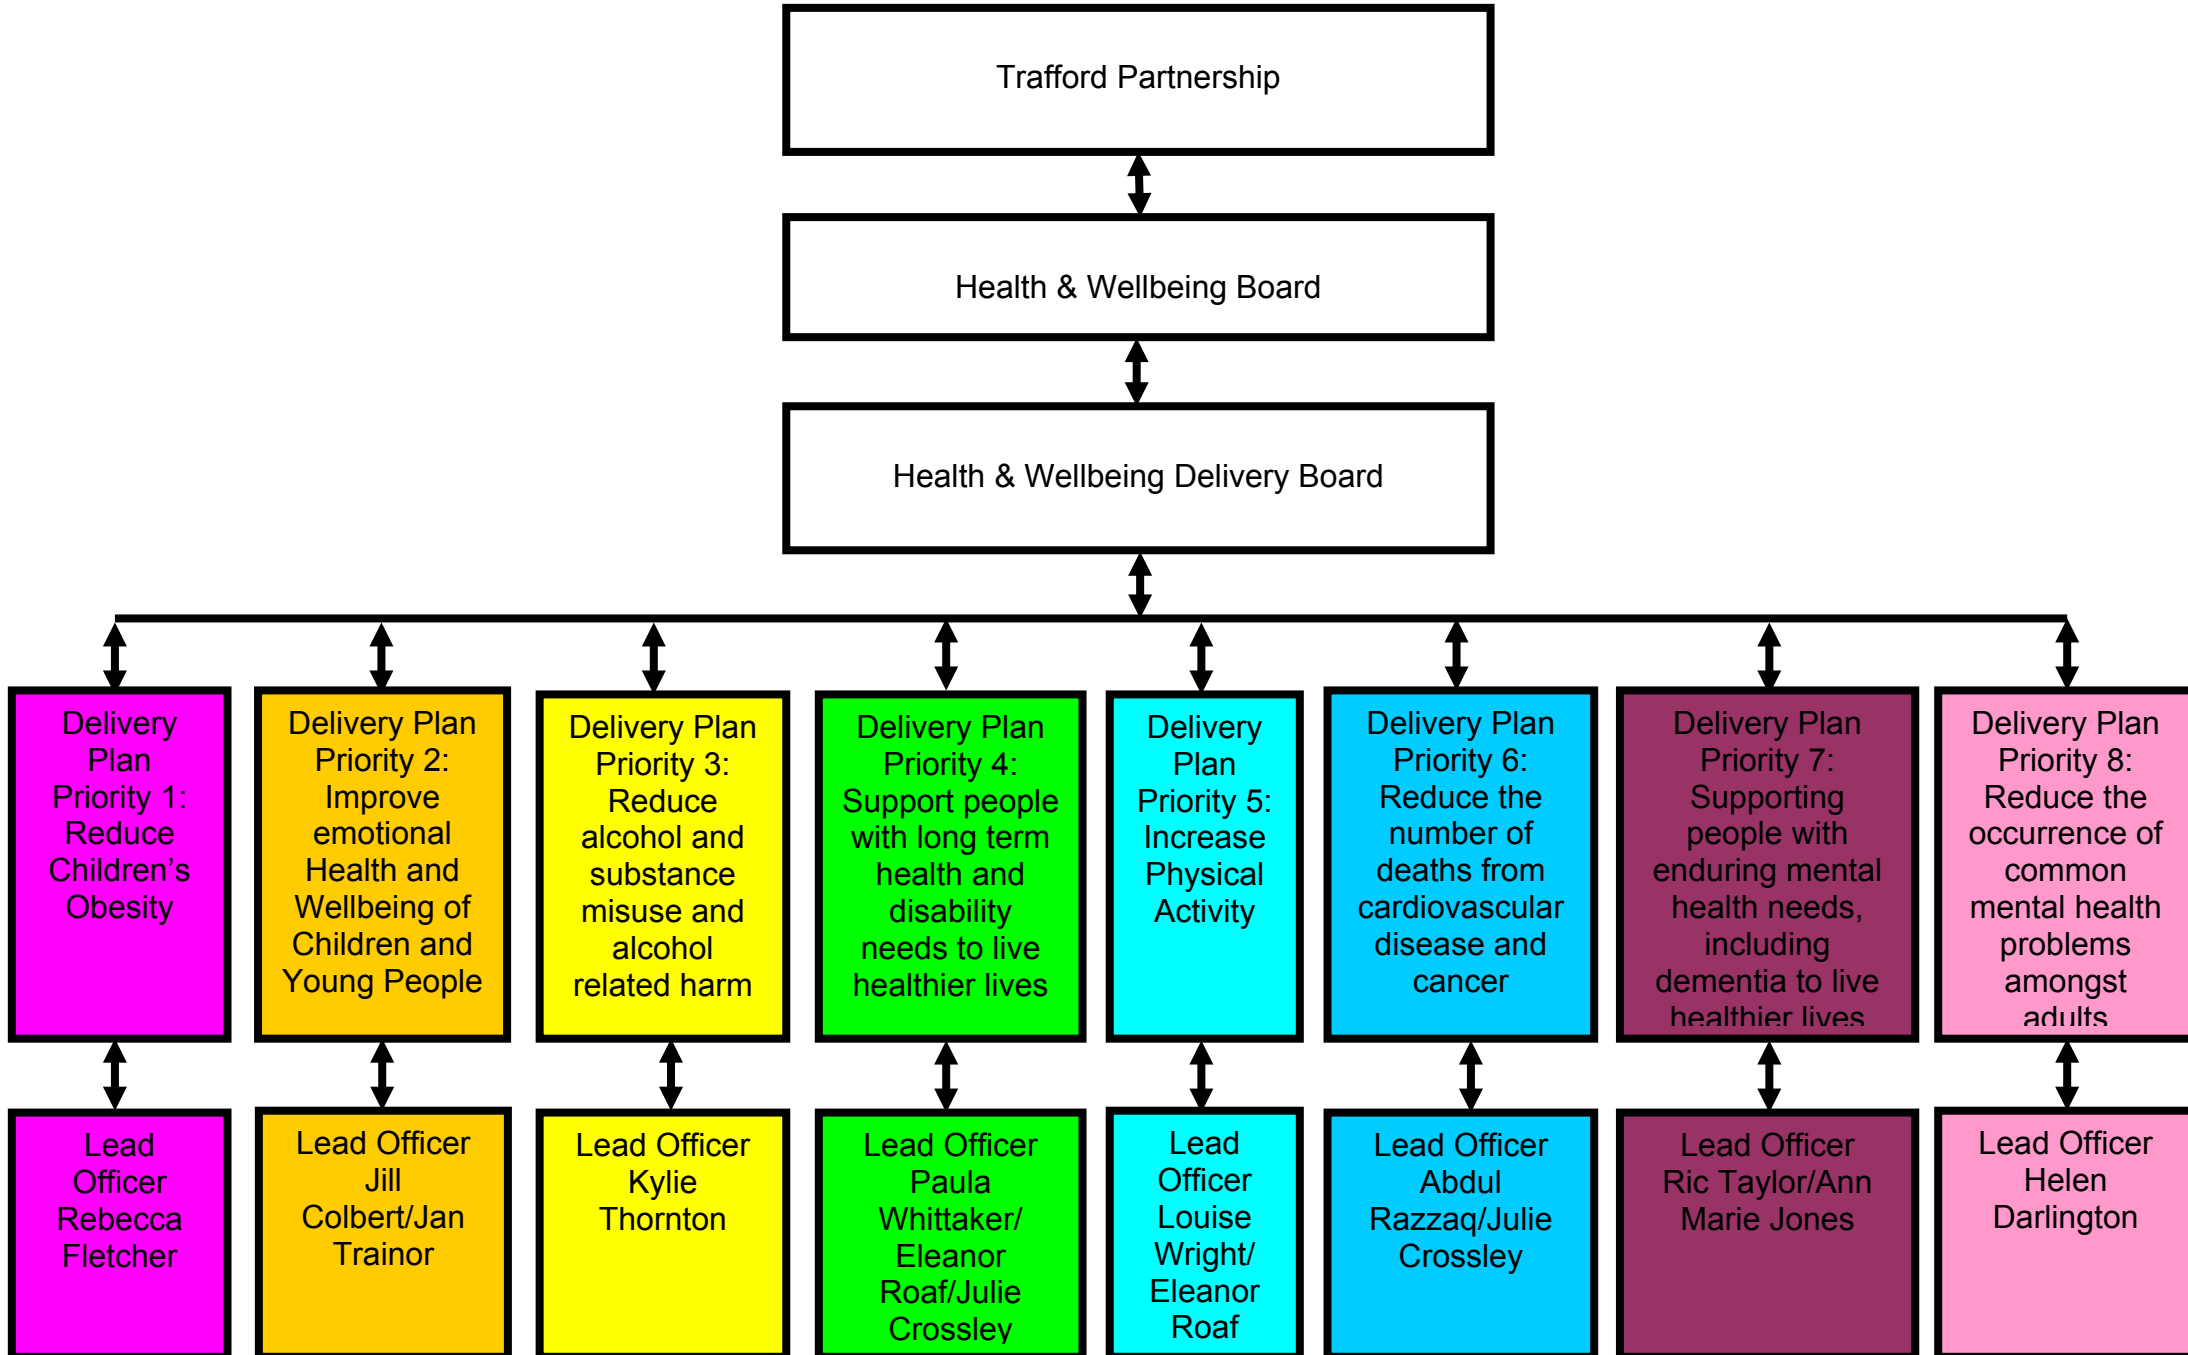 Trafford Partnership
Health & Wellbeing Board
Health & Wellbeing Delivery Board
Delivery
Plan
Priority 1:
Reduce
Children’s
Obesity
Delivery Plan
Priority 2:
Improve
emotional
Health and
Wellbeing of
Children and
Young People
Delivery Plan
Priority 3:
Reduce
alcohol and
substance
misuse and
alcohol
related harm
Delivery Plan
Priority 4:
Support people
with long term
health and
disability
needs to live
healthier lives
Delivery
Plan
Priority 5:
Increase
Physical
Activity
Delivery Plan
Priority 6:
Reduce the
number of
deaths from
cardiovascular
disease and
cancer
Delivery Plan
Priority 7:
Supporting
people with
enduring mental
health needs,
including
dementia to live
healthier lives
Delivery Plan
Priority 8:
Reduce the
occurrence of
common
mental health
problems
amongst
adults
Lead
Officer
Rebecca
Fletcher
Lead Officer
Jill
Colbert/Jan
Trainor
Lead Officer
Kylie
Thornton
Lead Officer
Paula
Whittaker/
Eleanor
Roaf/Julie
Crossley
Lead
Officer
Louise
Wright/
Eleanor
Roaf
Lead Officer
Abdul
Razzaq/Julie
Crossley
Lead Officer
Ric Taylor/Ann
Marie Jones
Lead Officer
Helen
Darlington